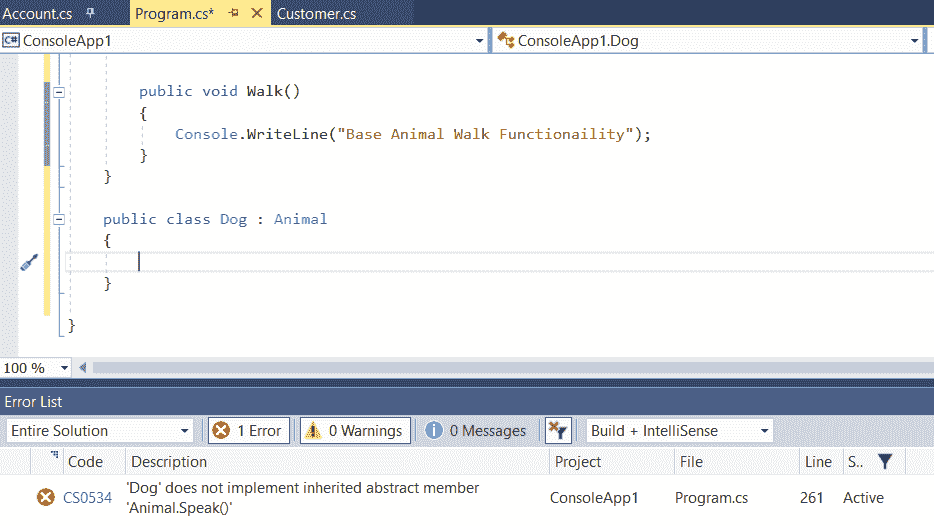 Account.cs Program.cs* Customer.cs
C# ConsoleApp1 ConsoleApp1.Dog
public void Walk()
{
Console.WriteLine("Base Animal Walk Functionaility");
}
}
public class Dog : Animal
{
}
}
100 %
Error List
Entire Solution 1 Error 0 Warnings 0 Messages Build + IntelliSense
Code Description Project File Line S..
CS0534 'Dog' does not implement inherited abstract member 'Animal.Speak()' ConsoleApp1 Program.cs 261 Active